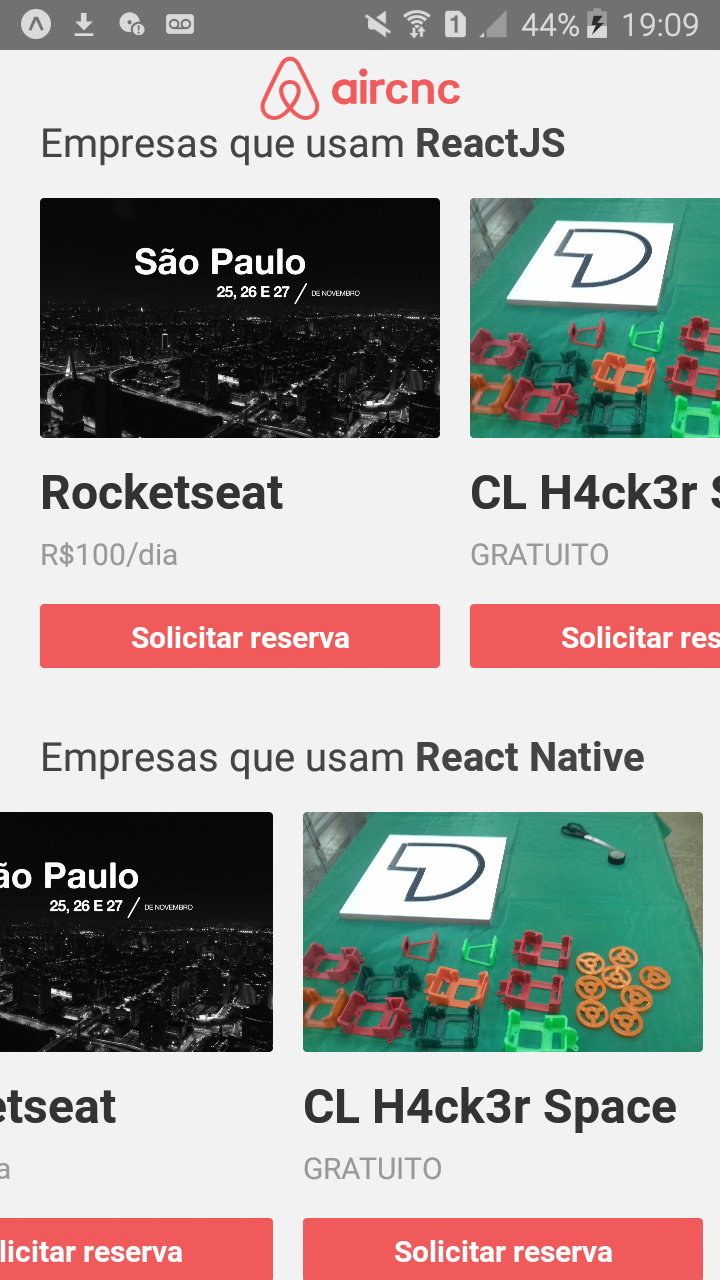 44% 19:09
aircnc
Empresas que usam ReactJS
São Paulo
25, 26 E 27 / DE NOVEMBRO
Rocketseat
R$100/dia
Solicitar reserva
CL H4ck3r S
GRATUITO
Solicitar res
Empresas que usam React Native
ão Paulo
25, 26 E 27 / DE NOVEMBRO
etseat
a
licitar reserva
CL H4ck3r Space
GRATUITO
Solicitar reserva